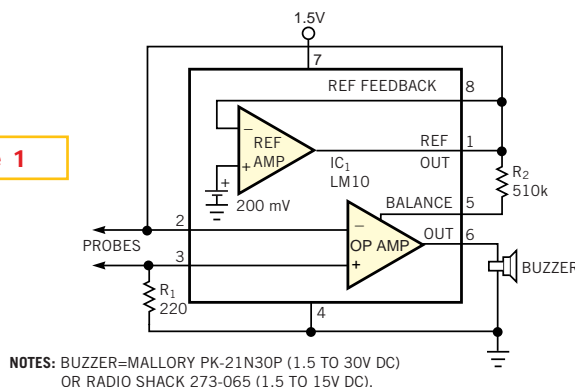 1.5V
7
REF FEEDBACK 8
−
REF
AMP
+
REF 1
OUT
IC1
LM10
R2
510k
+
200 mV
BALANCE 5
2
−
OUT 6
PROBES
OP AMP
3
+
BUZZER
R1
220
4
e 1
NOTES: BUZZER=MALLORY PK-21N30P (1.5 TO 30V DC)
OR RADIO SHACK 273-065 (1.5 TO 15V DC).